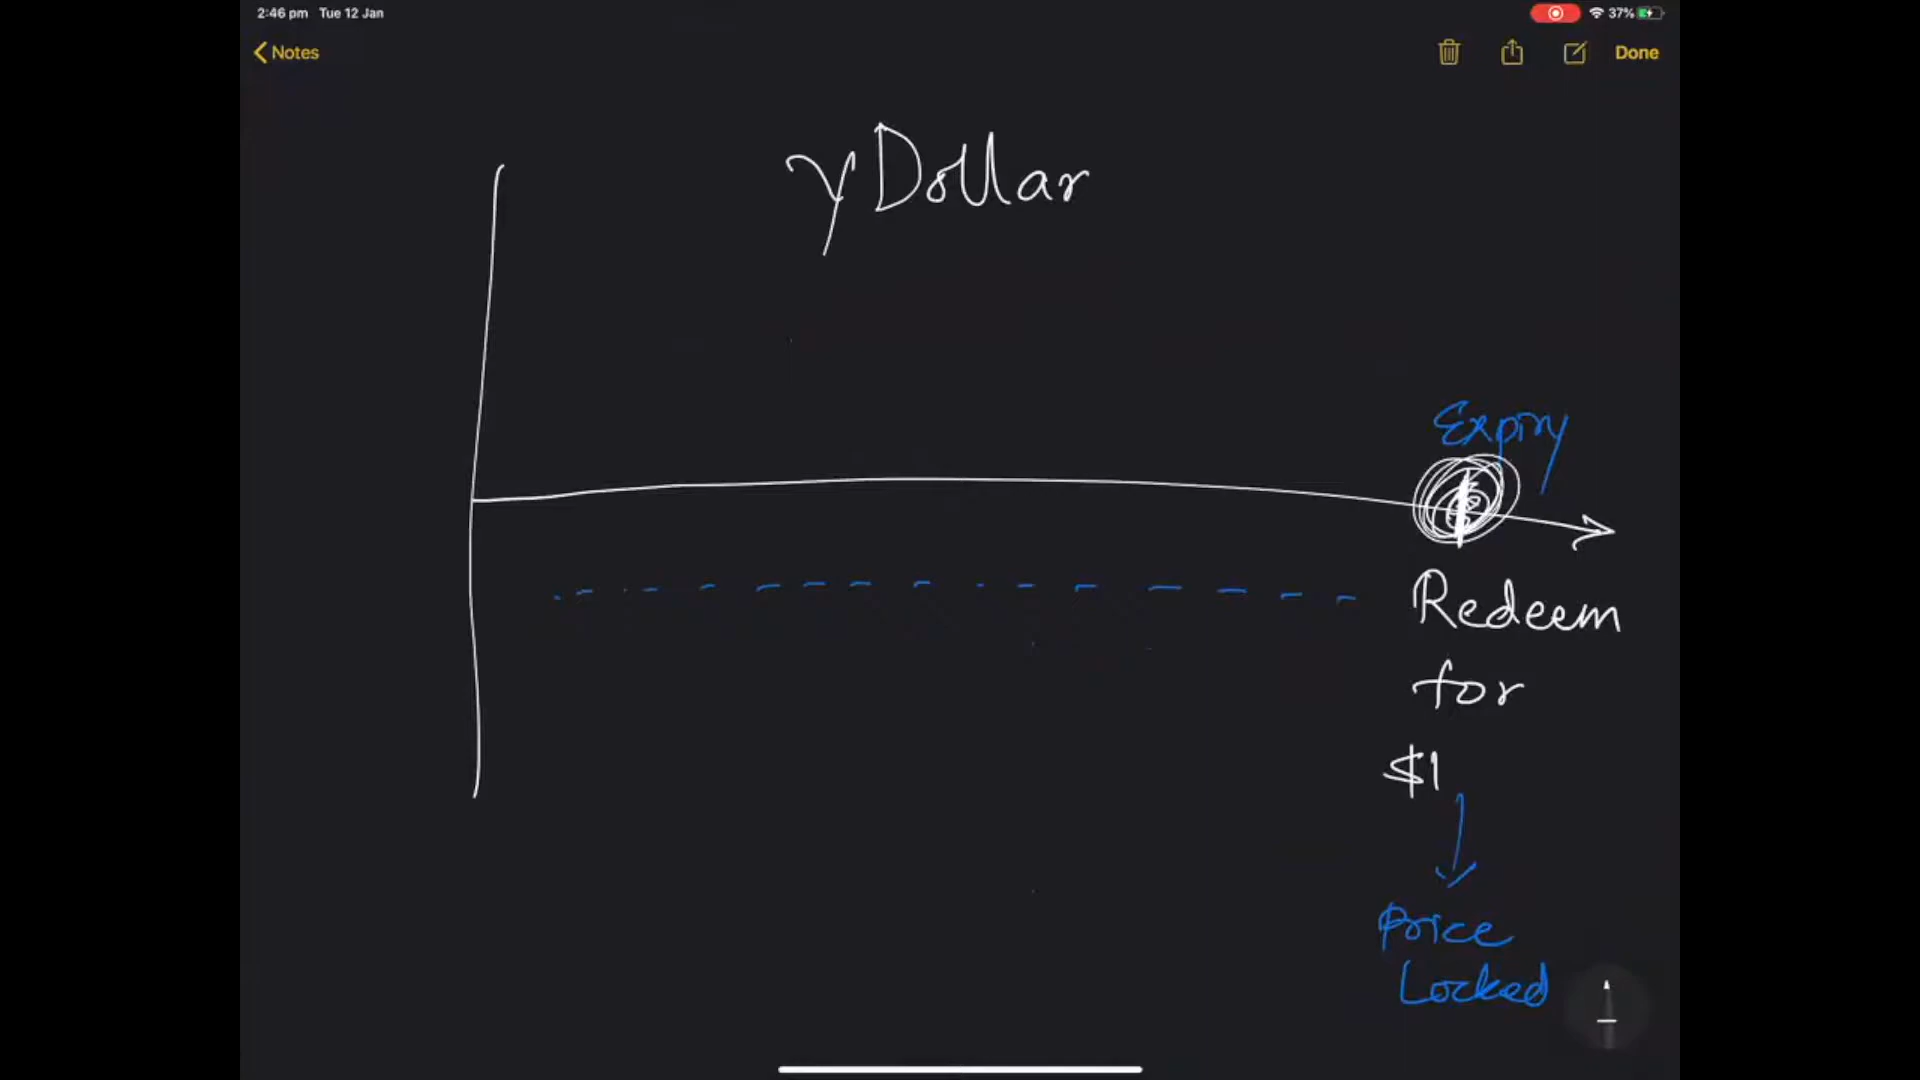 2:46 pm Tue 12 Jan
37%
Notes
Done
yDollar
Expiry
Redeem
for
$1
Price
Locked